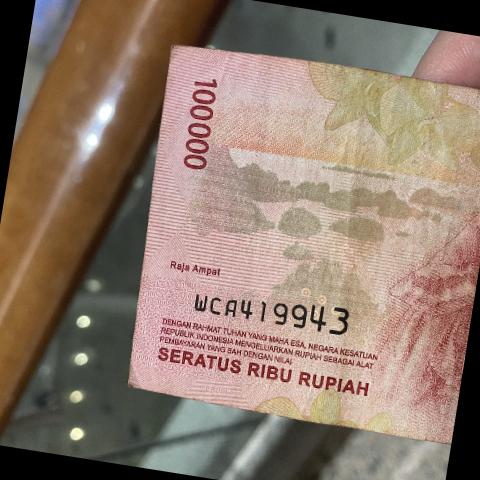 100000
Raja Ampat
WCA419943
DENGAN RAHMAT TUHAN YANG MAHA ESA, NEGARA KESATUAN
REPUBLIK INDONESIA MENGELUARKAN RUPIAH SEBAGAI ALAT
PEMBAYARAN YANG SAH DENGAN NILAI
SERATUS RIBU RUPIAH